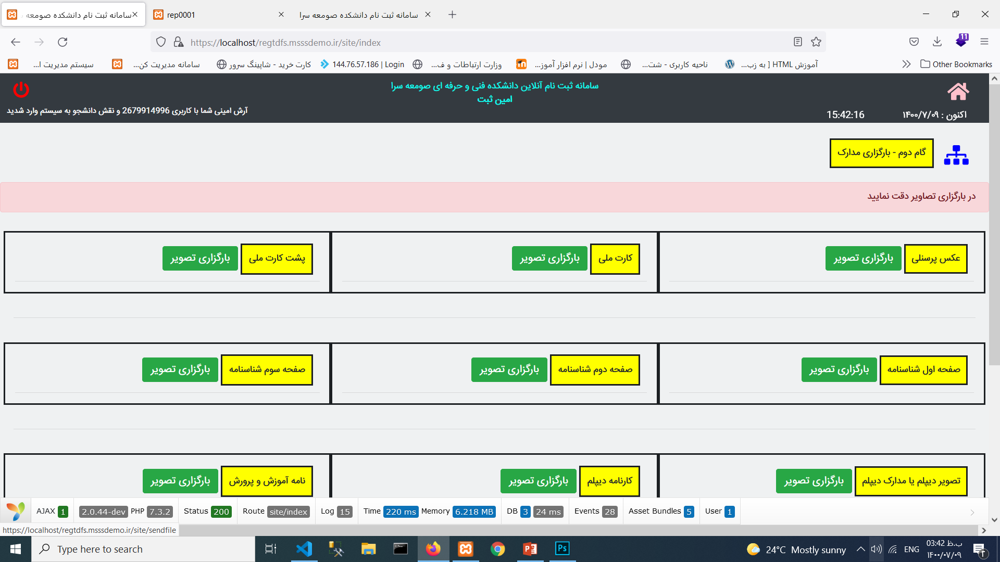 سامانه ثبت نام دانشکده صومعه
rep0001
سامانه ثبت نام دانشکده صومعه سرا
https://localhost/regtdfs.msssdemo.ir/site/index
11
سیستم مدیریت ا...
سامانه مدیریت کن...
کارت خرید - شاپینگ سرور
144.76.57.186 | Login
وزارت ارتباطات و ف...
مودل | نرم افزار آموز...
ناحیه کاربری - شت...
آموزش HTML [ به زب...
Other Bookmarks
سامانه ثبت نام آنلاین دانشکده فنی و حرفه ای صومعه سرا
امین ثبت
آرش امینی شما با کاربری 2679914996 و نقش دانشجو به سیستم وارد شدید
اکنون : ۱۴۰۰/۷/۰۹
15:42:16
گام دوم - بارگزاری مدارک
در بارگزاری تصاویر دقت نمایید
عکس پرسنلی بارگزاری تصویر
کارت ملی بارگزاری تصویر
پشت کارت ملی بارگزاری تصویر
صفحه اول شناسنامه بارگزاری تصویر
صفحه دوم شناسنامه بارگزاری تصویر
صفحه سوم شناسنامه بارگزاری تصویر
تصویر دیپلم یا مدارک دیپلم بارگزاری تصویر
کارنامه دیپلم بارگزاری تصویر
نامه آموزش و پرورش بارگزاری تصویر
AJAX 1 2.0.44-dev PHP 7.3.2 Status 200 Route site/index Log 15 Time 220 ms Memory 6.218 MB DB 3 24 ms Events 28 Asset Bundles 5 User 1
https://localhost/regtdfs.msssdemo.ir/site/sendfile
Type here to search
24°C Mostly sunny
ENG
03:42 ب.ظ
۱۴۰۰/۰۷/۰۹
۲